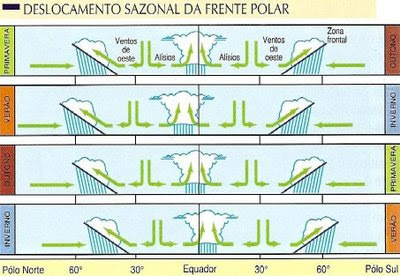 DESLOCAMENTO SAZONAL DA FRENTE POLAR
PRIMAVERA
Ventos de oeste
Alísios
Alísios
Ventos de oeste
Zona frontal
OUTONO
VERÃO
INVERNO
OUTONO
PRIMAVERA
INVERNO
VERÃO
Pólo Norte 60° 30° Equador 30° 60° Pólo Sul